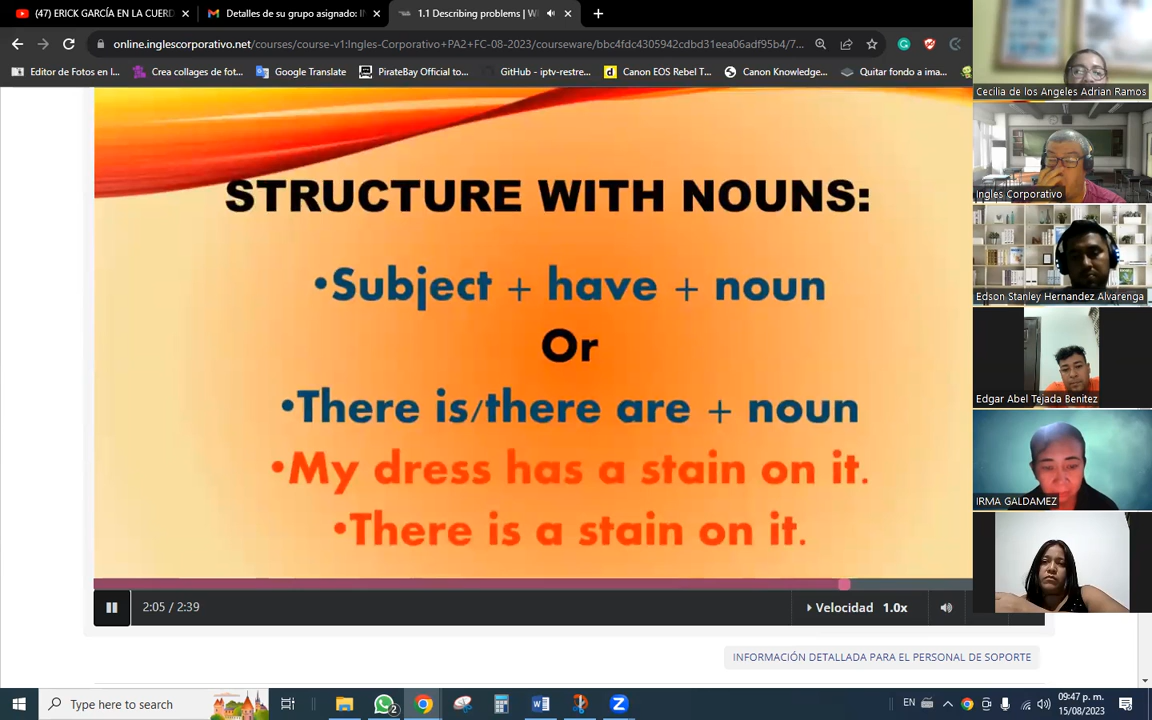 (47) ERICK GARCÍA EN LA CUERD
Detalles de su grupo asignado: I
1.1 Describing problems | W
online.inglescorporativo.net/courses/course-v1:Ingles-Corporativo+PA2+FC-08-2023/courseware/bbc4fdc4305942cdbd31eea06adf95b4/7...
Editor de Fotos en l...
Crea collages de fot...
Google Translate
PirateBay Official to...
GitHub - iptv-restre...
Canon EOS Rebel T...
Canon Knowledge...
Quitar fondo a ima...
STRUCTURE WITH NOUNS:
•Subject + have + noun
Or
•There is/there are + noun
•My dress has a stain on it.
•There is a stain on it.
2:05 / 2:39
Velocidad 1.0x
INFORMACIÓN DETALLADA PARA EL PERSONAL DE SOPORTE
Cecilia de los Angeles Adrian Ramos
Ingles Corporativo
Edson Stanley Hernandez Alvarenga
Edgar Abel Tejada Benitez
IRMA GALDAMEZ
Type here to search
2
EN
09:47 p. m.
15/08/2023